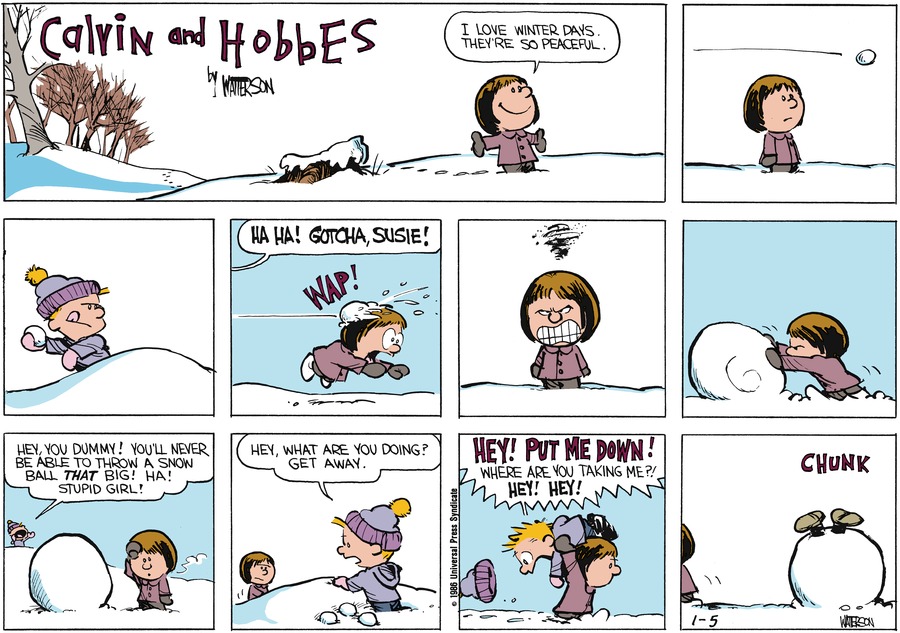 Calvin and Hobbes
by WATTERSON
I LOVE WINTER DAYS.
THEY'RE SO PEACEFUL.
HA HA! GOTCHA, SUSIE!
WAP!
HEY, YOU DUMMY! YOU'LL NEVER
BE ABLE TO THROW A SNOW
BALL THAT BIG! HA!
STUPID GIRL!
HEY, WHAT ARE YOU DOING?
GET AWAY.
HEY! PUT ME DOWN!
WHERE ARE YOU TAKING ME?!
HEY! HEY!
© 1986 Universal Press Syndicate
CHUNK
1-5
WATTERSON